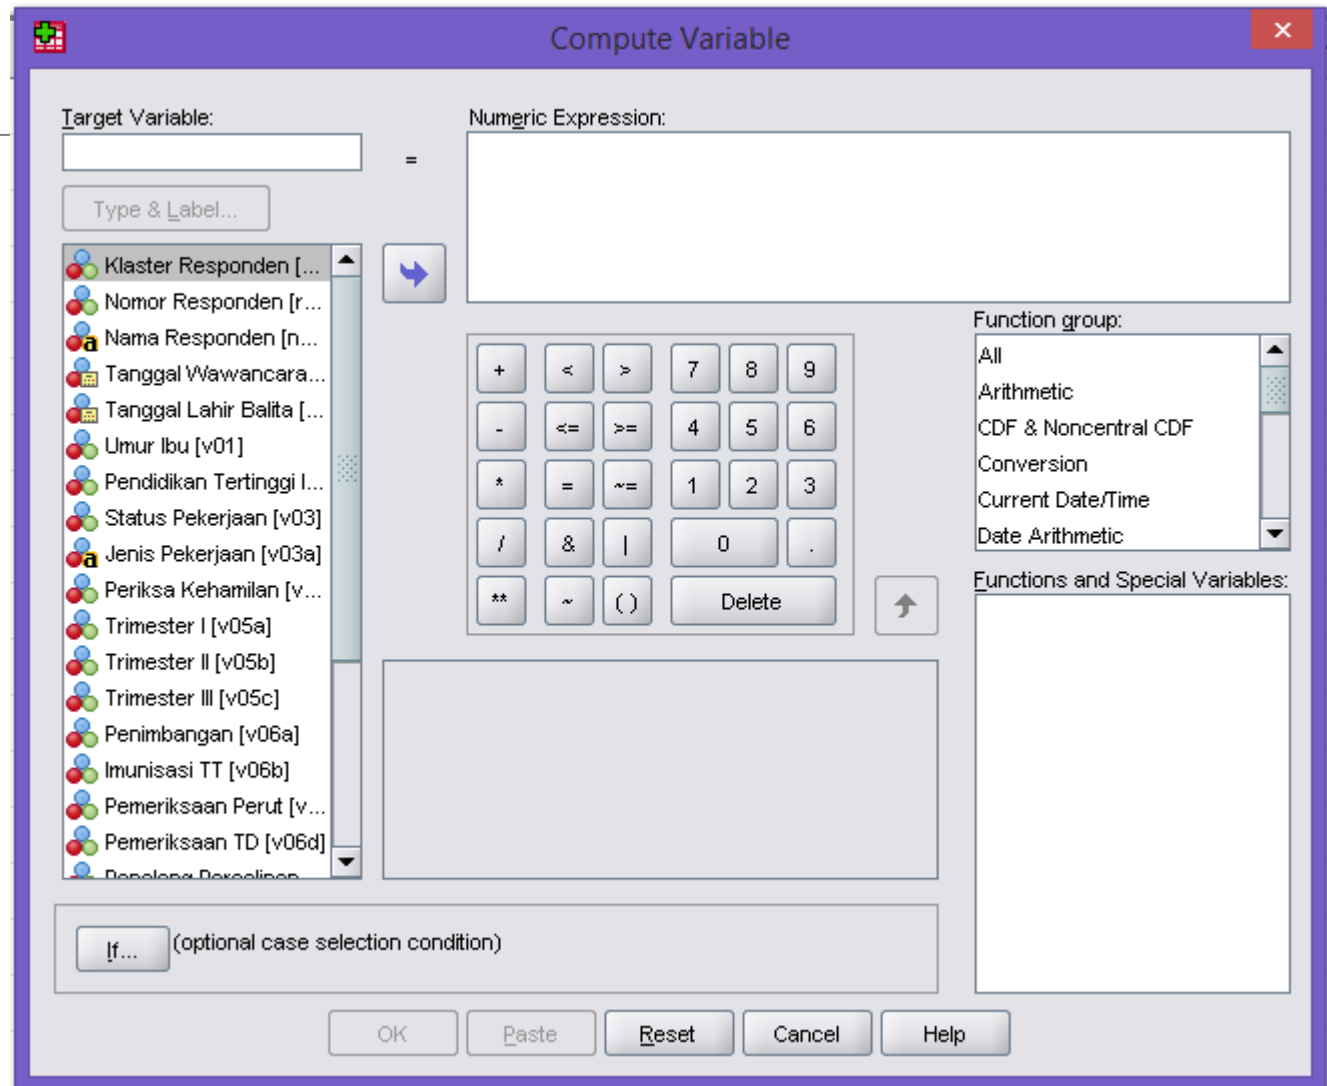 Compute Variable
Target Variable:
=
Numeric Expression:
Type & Label...
Klaster Responden [...
Nomor Responden [r...
Nama Responden [n...
Tanggal Wawancara...
Tanggal Lahir Balita [...
Umur Ibu [v01]
Pendidikan Tertinggi I...
Status Pekerjaan [v03]
Jenis Pekerjaan [v03a]
Periksa Kehamilan [v...
Trimester I [v05a]
Trimester II [v05b]
Trimester III [v05c]
Penimbangan [v06a]
Imunisasi TT [v06b]
Pemeriksaan Perut [v...
Pemeriksaan TD [v06d]
+ < > 7 8 9
- <= >= 4 5 6
* = ~= 1 2 3
/ & | 0 .
** ~ ( ) Delete
Function group:
All
Arithmetic
CDF & Noncentral CDF
Conversion
Current Date/Time
Date Arithmetic
Functions and Special Variables:
If... (optional case selection condition)
OK Paste Reset Cancel Help